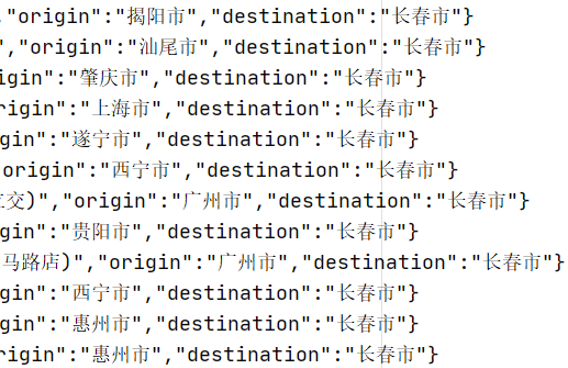 ,"origin":"揭阳市","destination":"长春市"}
","origin":"汕尾市","destination":"长春市"}
igin":"肇庆市","destination":"长春市"}
rigin":"上海市","destination":"长春市"}
gin":"遂宁市","destination":"长春市"}
origin":"西宁市","destination":"长春市"}
立交)","origin":"广州市","destination":"长春市"}
gin":"贵阳市","destination":"长春市"}
马路店)","origin":"广州市","destination":"长春市"}
igin":"西宁市","destination":"长春市"}
igin":"惠州市","destination":"长春市"}
rigin":"惠州市","destination":"长春市"}